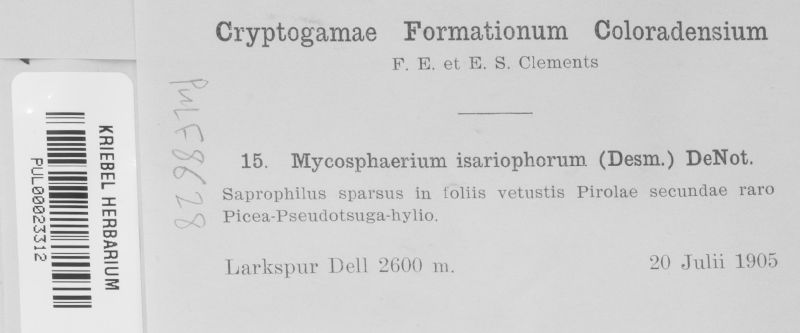 Cryptogamae Formationum Coloradensium
F. E. et E. S. Clements
15. Mycosphaerium isariophorum (Desm.) DeNot.
Saprophilus sparsus in foliis vetustis Pirolae secundae raro
Picea-Pseudotsuga-hylio.
Larkspur Dell 2600 m. 20 Julii 1905
PuLF8628
KRIEBEL HERBARIUM
PUL00023312